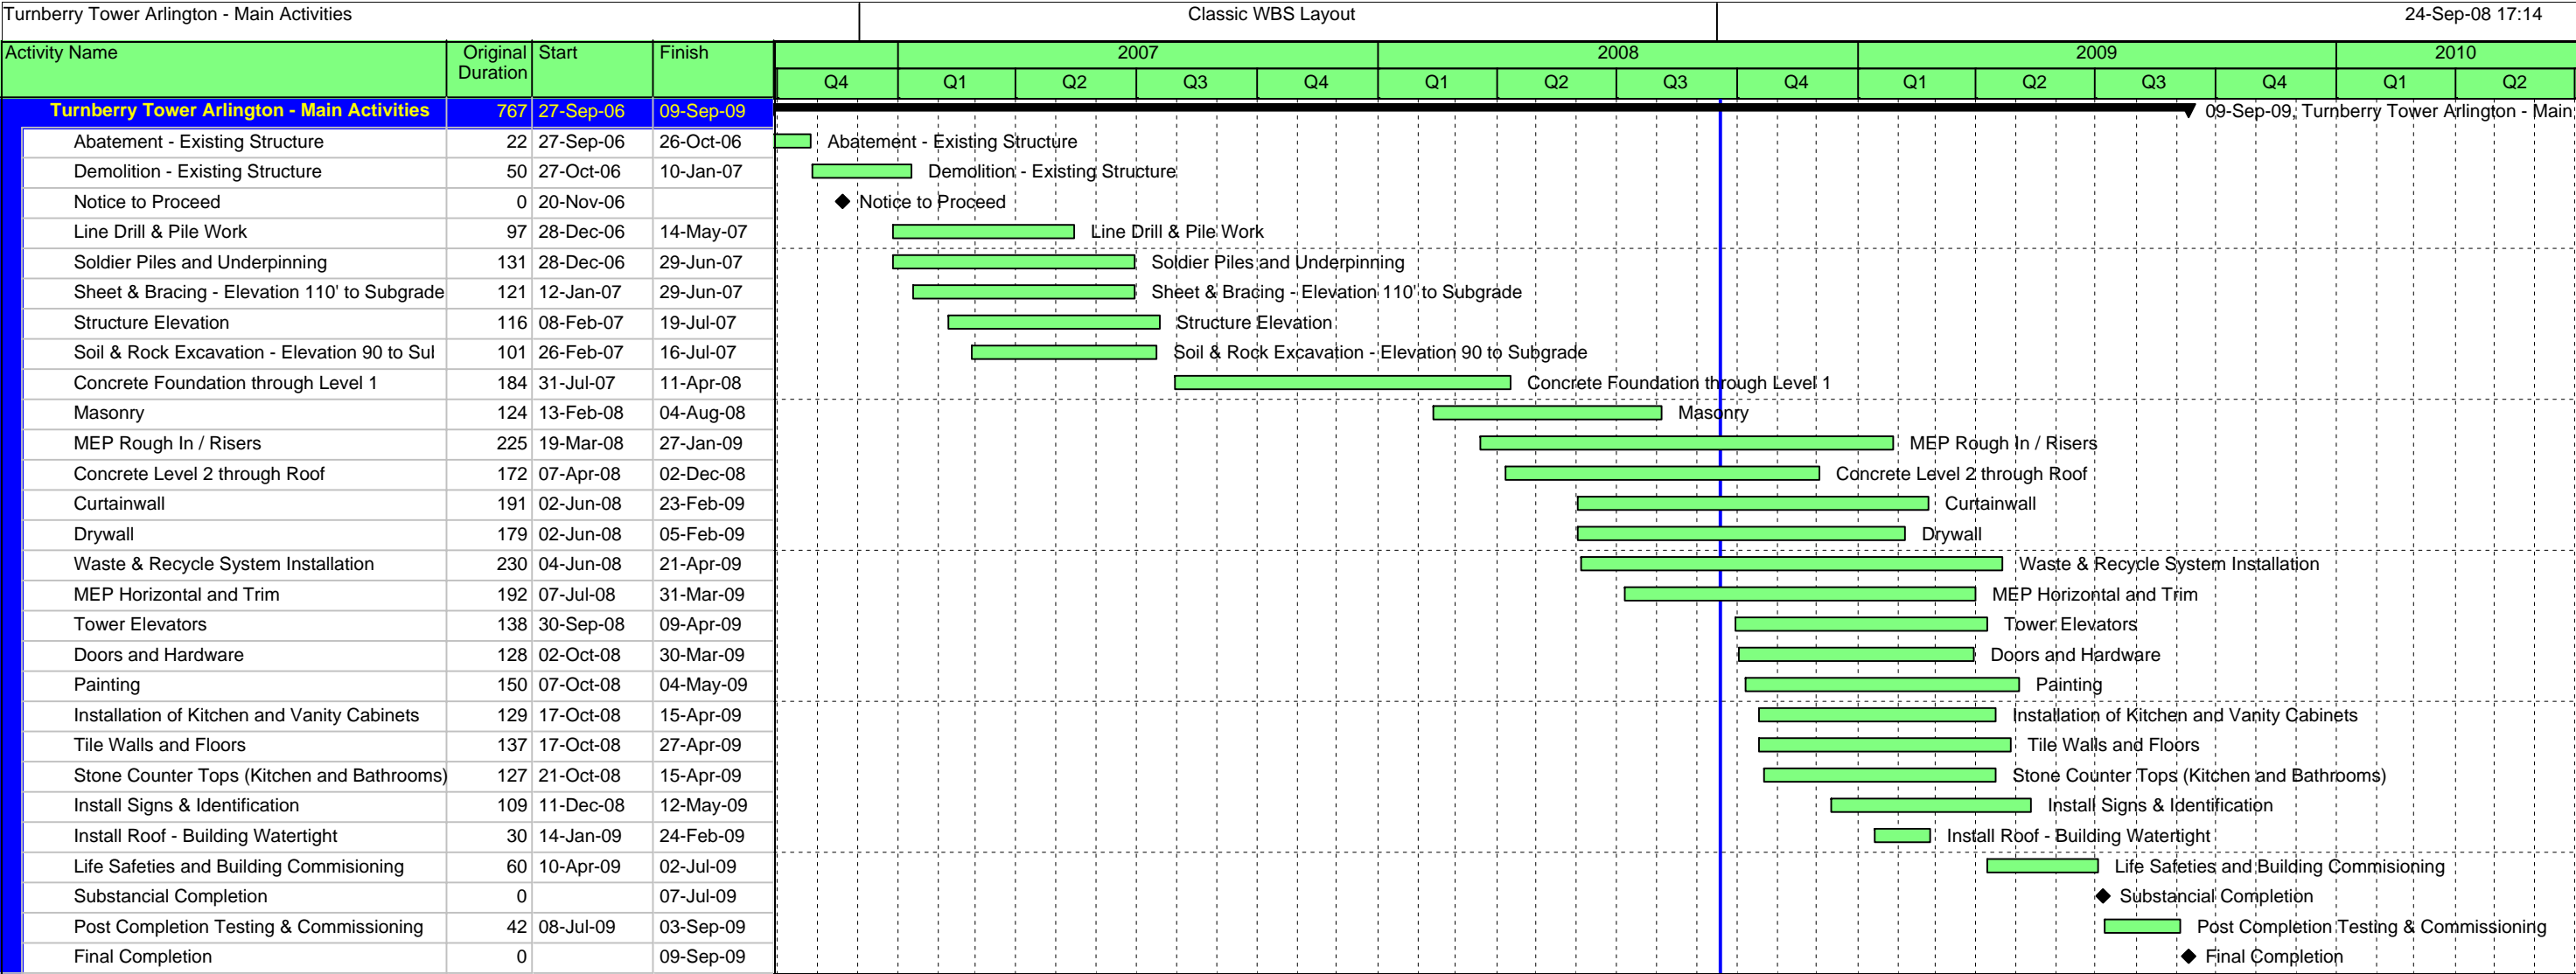 Turnberry Tower Arlington - Main Activities Classic WBS Layout 24-Sep-08 17:14
Activity Name Original Duration Start Finish 2007 2008 2009 2010
Q4 Q1 Q2 Q3 Q4 Q1 Q2 Q3 Q4 Q1 Q2 Q3 Q4 Q1 Q2
Turnberry Tower Arlington - Main Activities 767 27-Sep-06 09-Sep-09 09-Sep-09, Turnberry Tower Arlington - Main
Abatement - Existing Structure 22 27-Sep-06 26-Oct-06 Abatement - Existing Structure
Demolition - Existing Structure 50 27-Oct-06 10-Jan-07 Demolition - Existing Structure
Notice to Proceed 0 20-Nov-06 Notice to Proceed
Line Drill & Pile Work 97 28-Dec-06 14-May-07 Line Drill & Pile Work
Soldier Piles and Underpinning 131 28-Dec-06 29-Jun-07 Soldier Piles and Underpinning
Sheet & Bracing - Elevation 110' to Subgrade 121 12-Jan-07 29-Jun-07 Sheet & Bracing - Elevation 110' to Subgrade
Structure Elevation 116 08-Feb-07 19-Jul-07 Structure Elevation
Soil & Rock Excavation - Elevation 90 to Sul 101 26-Feb-07 16-Jul-07 Soil & Rock Excavation - Elevation 90 to Subgrade
Concrete Foundation through Level 1 184 31-Jul-07 11-Apr-08 Concrete Foundation through Level 1
Masonry 124 13-Feb-08 04-Aug-08 Masonry
MEP Rough In / Risers 225 19-Mar-08 27-Jan-09 MEP Rough In / Risers
Concrete Level 2 through Roof 172 07-Apr-08 02-Dec-08 Concrete Level 2 through Roof
Curtainwall 191 02-Jun-08 23-Feb-09 Curtainwall
Drywall 179 02-Jun-08 05-Feb-09 Drywall
Waste & Recycle System Installation 230 04-Jun-08 21-Apr-09 Waste & Recycle System Installation
MEP Horizontal and Trim 192 07-Jul-08 31-Mar-09 MEP Horizontal and Trim
Tower Elevators 138 30-Sep-08 09-Apr-09 Tower Elevators
Doors and Hardware 128 02-Oct-08 30-Mar-09 Doors and Hardware
Painting 150 07-Oct-08 04-May-09 Painting
Installation of Kitchen and Vanity Cabinets 129 17-Oct-08 15-Apr-09 Installation of Kitchen and Vanity Cabinets
Tile Walls and Floors 137 17-Oct-08 27-Apr-09 Tile Walls and Floors
Stone Counter Tops (Kitchen and Bathrooms) 127 21-Oct-08 15-Apr-09 Stone Counter Tops (Kitchen and Bathrooms)
Install Signs & Identification 109 11-Dec-08 12-May-09 Install Signs & Identification
Install Roof - Building Watertight 30 14-Jan-09 24-Feb-09 Install Roof - Building Watertight
Life Safeties and Building Commisioning 60 10-Apr-09 02-Jul-09 Life Safeties and Building Commisioning
Substancial Completion 0 07-Jul-09 Substancial Completion
Post Completion Testing & Commissioning 42 08-Jul-09 03-Sep-09 Post Completion Testing & Commissioning
Final Completion 0 09-Sep-09 Final Completion